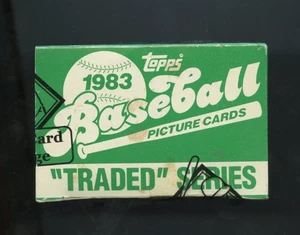 topps
1983
Baseball
PICTURE CARDS
"TRADED" SERIES
A
ard
ge